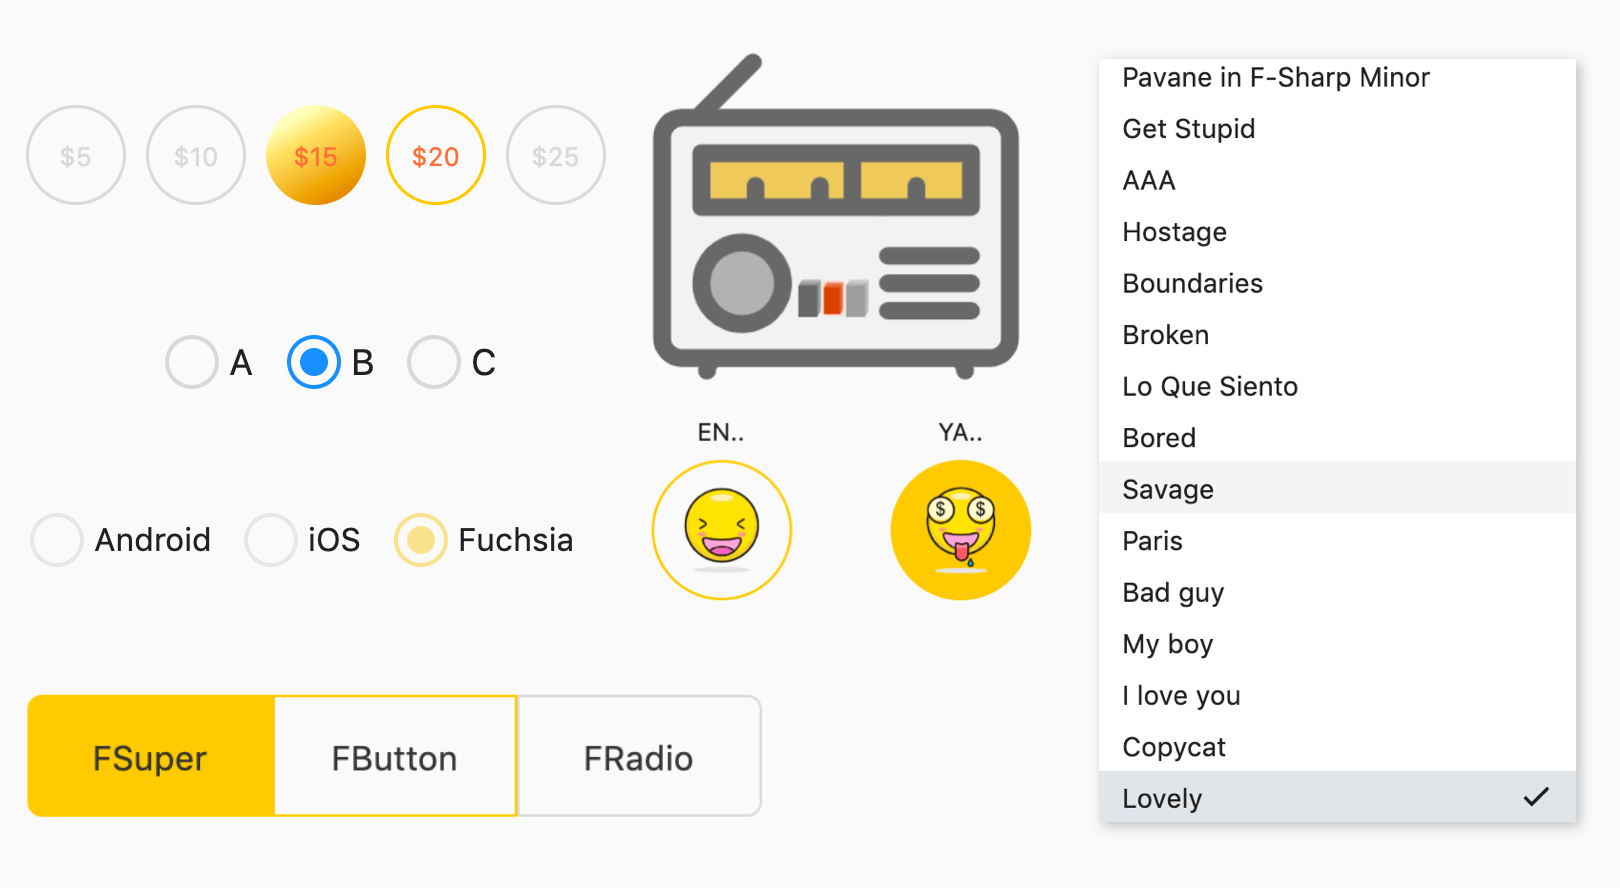 $5
$10
$15
$20
$25
A
B
C
Android
iOS
Fuchsia
FSuper
FButton
FRadio
EN..
YA..
$ $
Pavane in F-Sharp Minor
Get Stupid
AAA
Hostage
Boundaries
Broken
Lo Que Siento
Bored
Savage
Paris
Bad guy
My boy
I love you
Copycat
Lovely